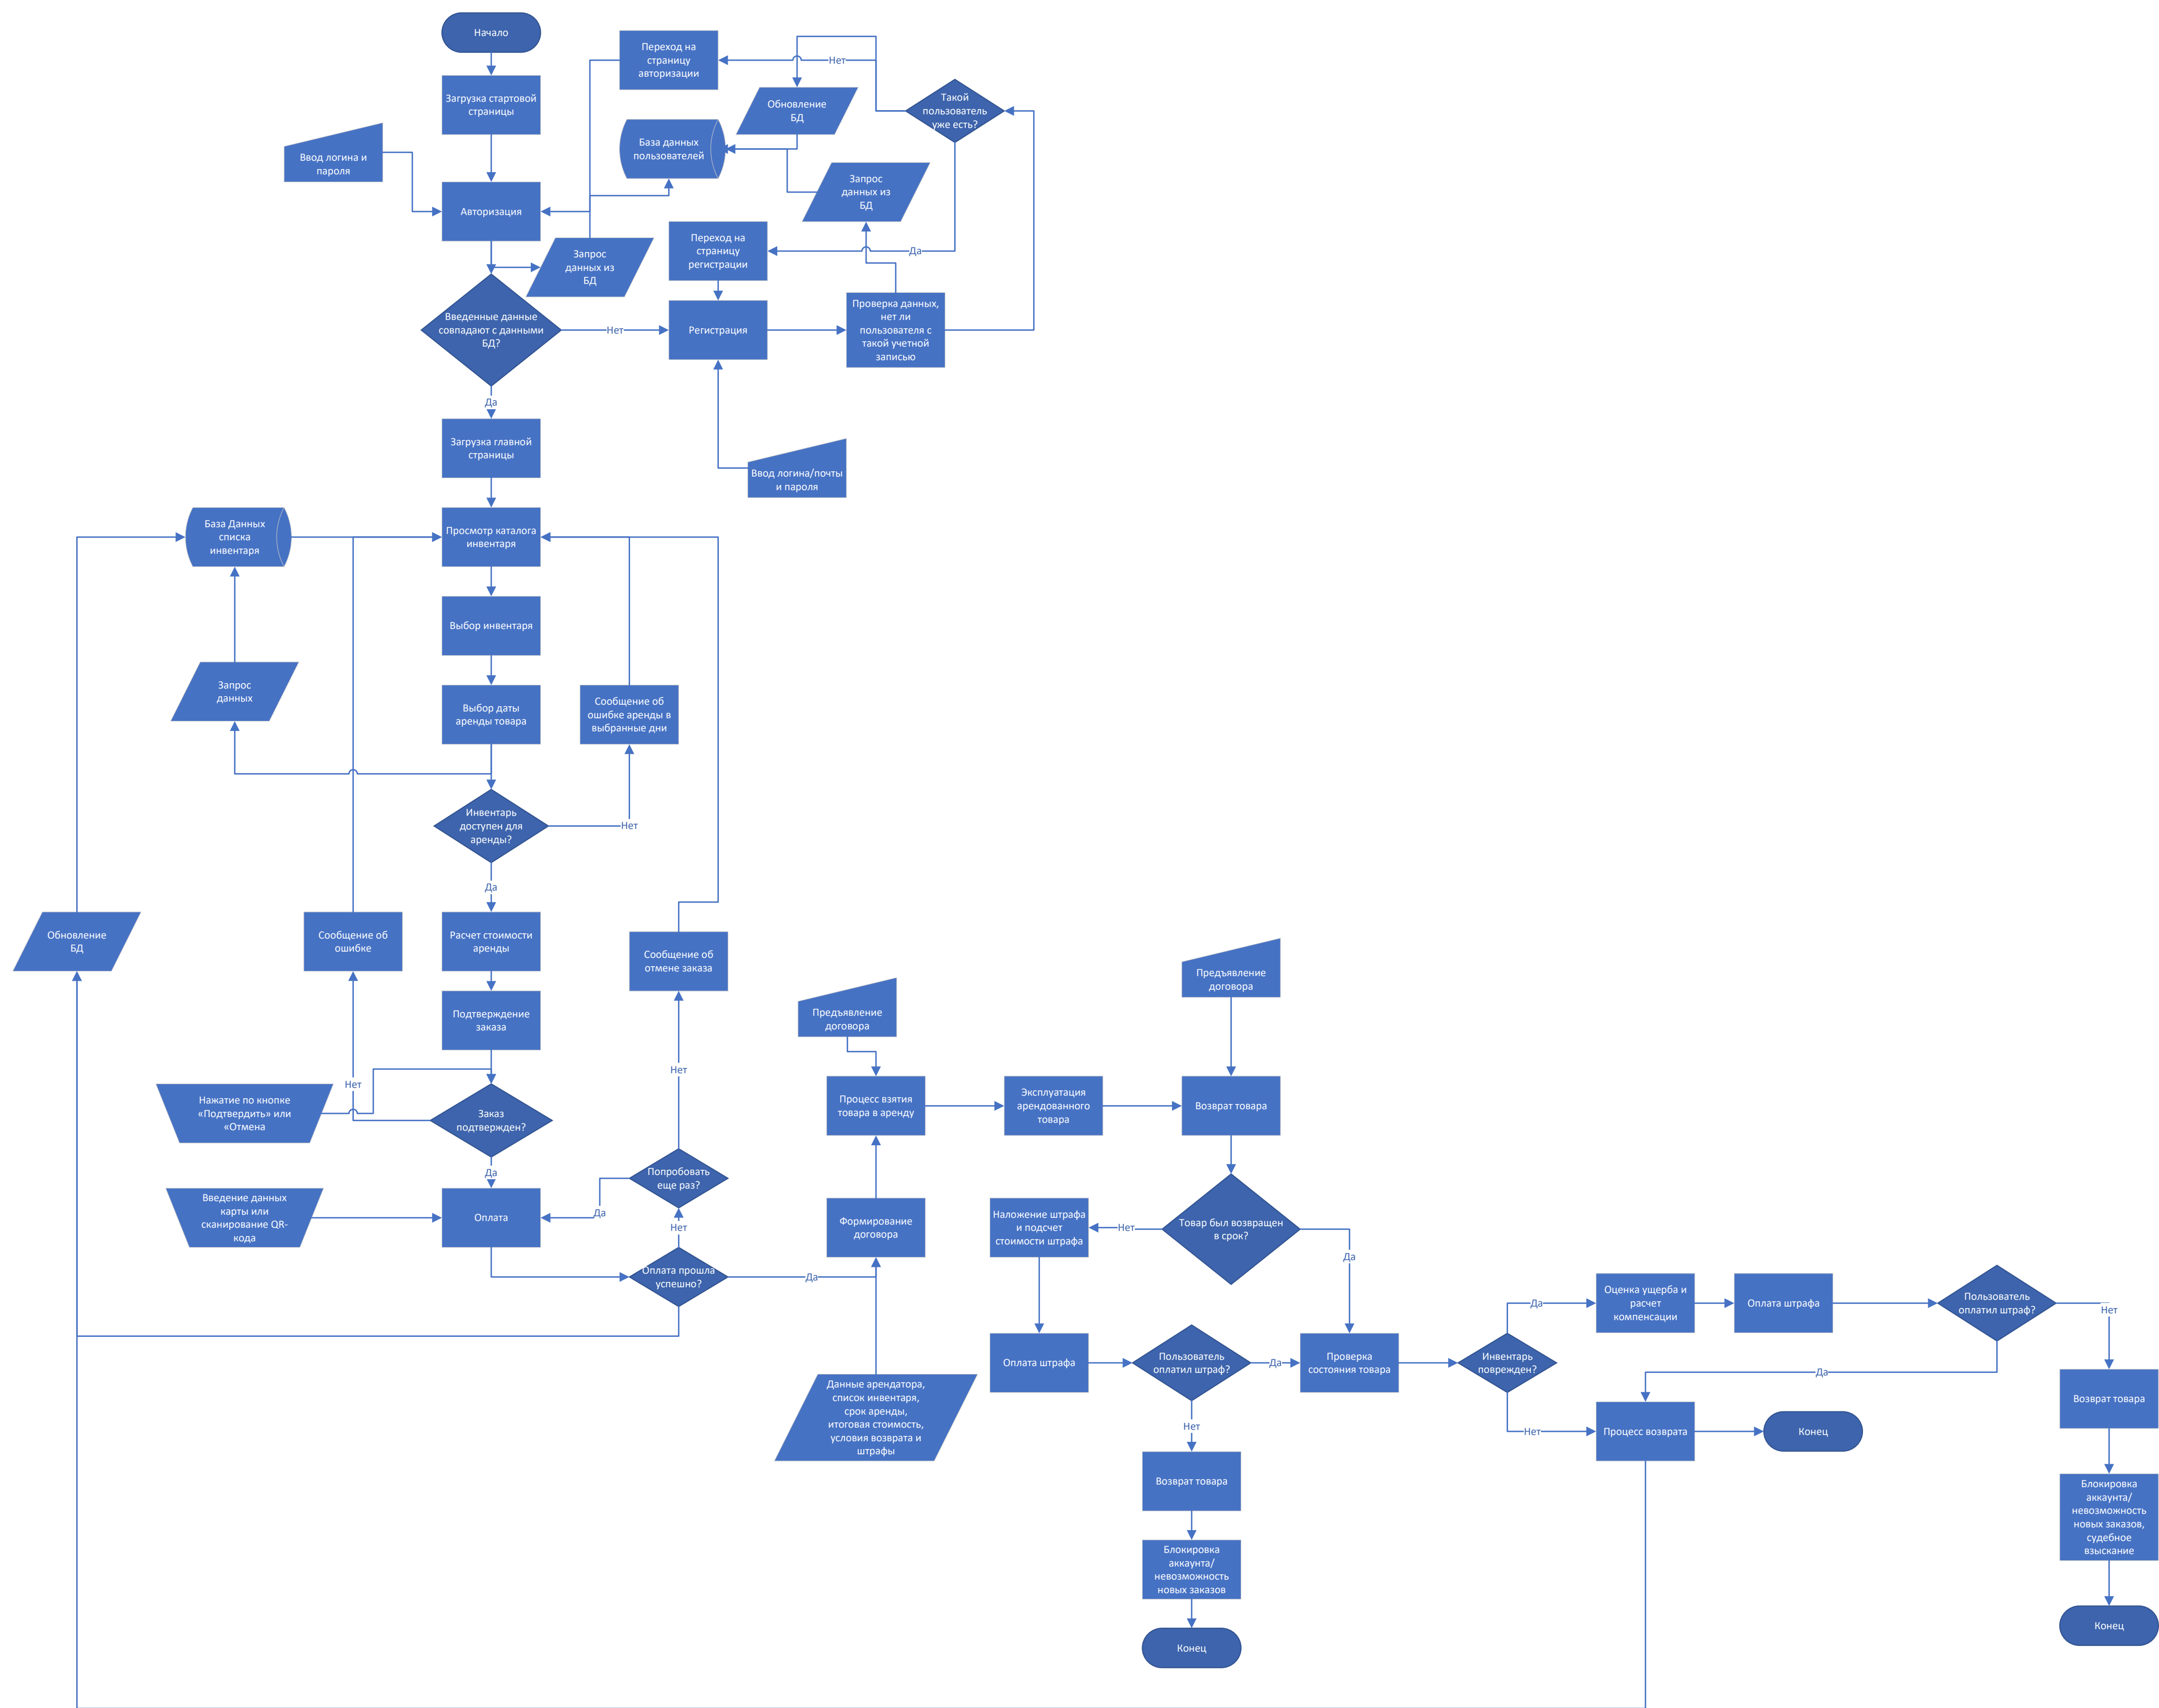 Начало
Переход на
страницу
авторизации
Нет
Загрузка стартовой
страницы
Обновление
БД
Такой
пользователь
уже есть?
Ввод логина и
пароля
База данных
пользователей
Запрос
данных из
БД
Авторизация
Переход на
страницу
регистрации
Да
Запрос
данных из
БД
Введенные данные
совпадают с данными
БД?
Нет
Регистрация
Проверка данных,
нет ли
пользователя с
такой учетной
записью
Да
Загрузка главной
страницы
Ввод логина/почты
и пароля
База Данных
списка
инвентаря
Просмотр каталога
инвентаря
Выбор инвентаря
Запрос
данных
Выбор даты
аренды товара
Сообщение об
ошибке аренды в
выбранные дни
Инвентарь
доступен для
аренды?
Нет
Да
Обновление
БД
Сообщение об
ошибке
Расчет стоимости
аренды
Сообщение об
отмене заказа
Предъявление
договора
Подтверждение
заказа
Предъявление
договора
Нет
Нет
Нажатие по кнопке
«Подтвердить» или
«Отмена
Заказ
подтвержден?
Процесс взятия
товара в аренду
Эксплуатация
арендованного
товара
Возврат товара
Да
Попробовать
еще раз?
Да
Введение данных
карты или
сканирование QR-
кода
Оплата
Нет
Формирование
договора
Наложение штрафа
и подсчет
стоимости штрафа
Нет
Товар был возвращен
в срок?
Да
Оплата прошла
успешно?
Да
Да
Оценка ущерба и
расчет
компенсации
Оплата штрафа
Пользователь
оплатил штраф?
Нет
Оплата штрафа
Пользователь
оплатил штраф?
Да
Проверка
состояния товара
Инвентарь
поврежден?
Да
Данные арендатора,
список инвентаря,
срок аренды,
итоговая стоимость,
условия возврата и
штрафы
Возврат товара
Нет
Нет
Процесс возврата
Конец
Возврат товара
Блокировка
аккаунта/
невозможность
новых заказов,
судебное
взыскание
Блокировка
аккаунта/
невозможность
новых заказов
Конец
Конец